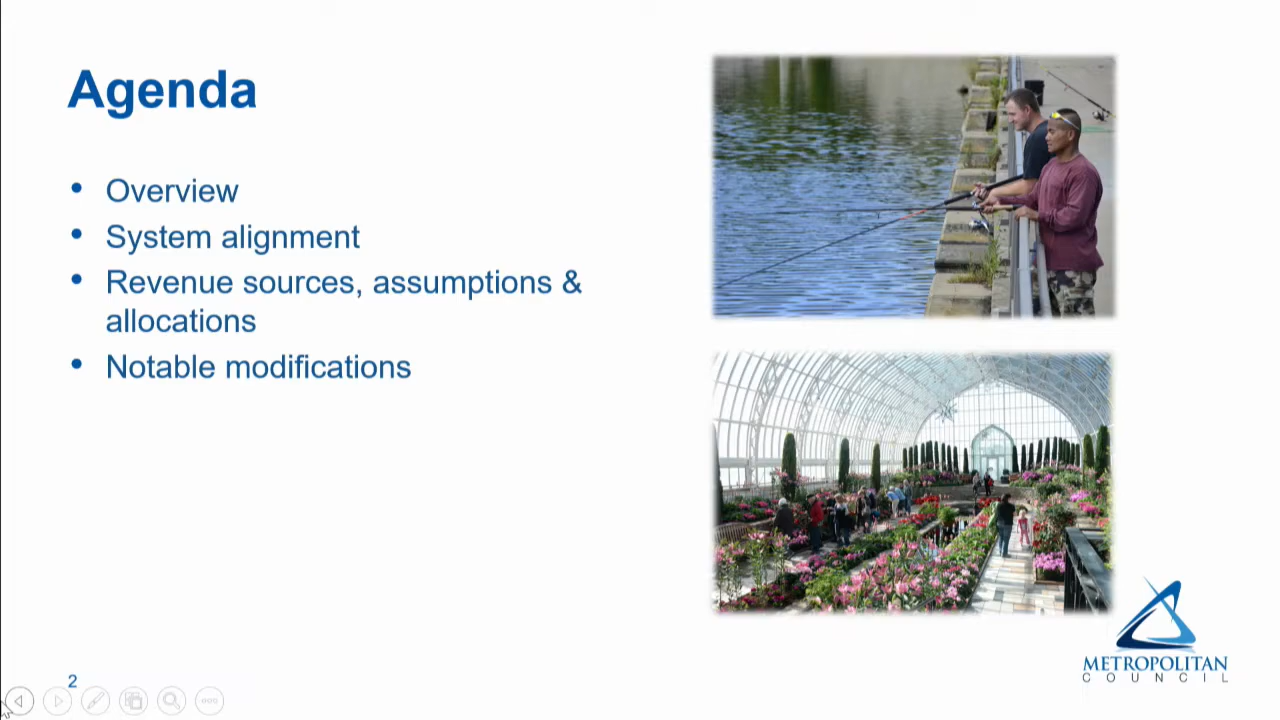 Agenda
• Overview
• System alignment
• Revenue sources, assumptions &
allocations
• Notable modifications
METROPOLITAN
COUNCIL
2